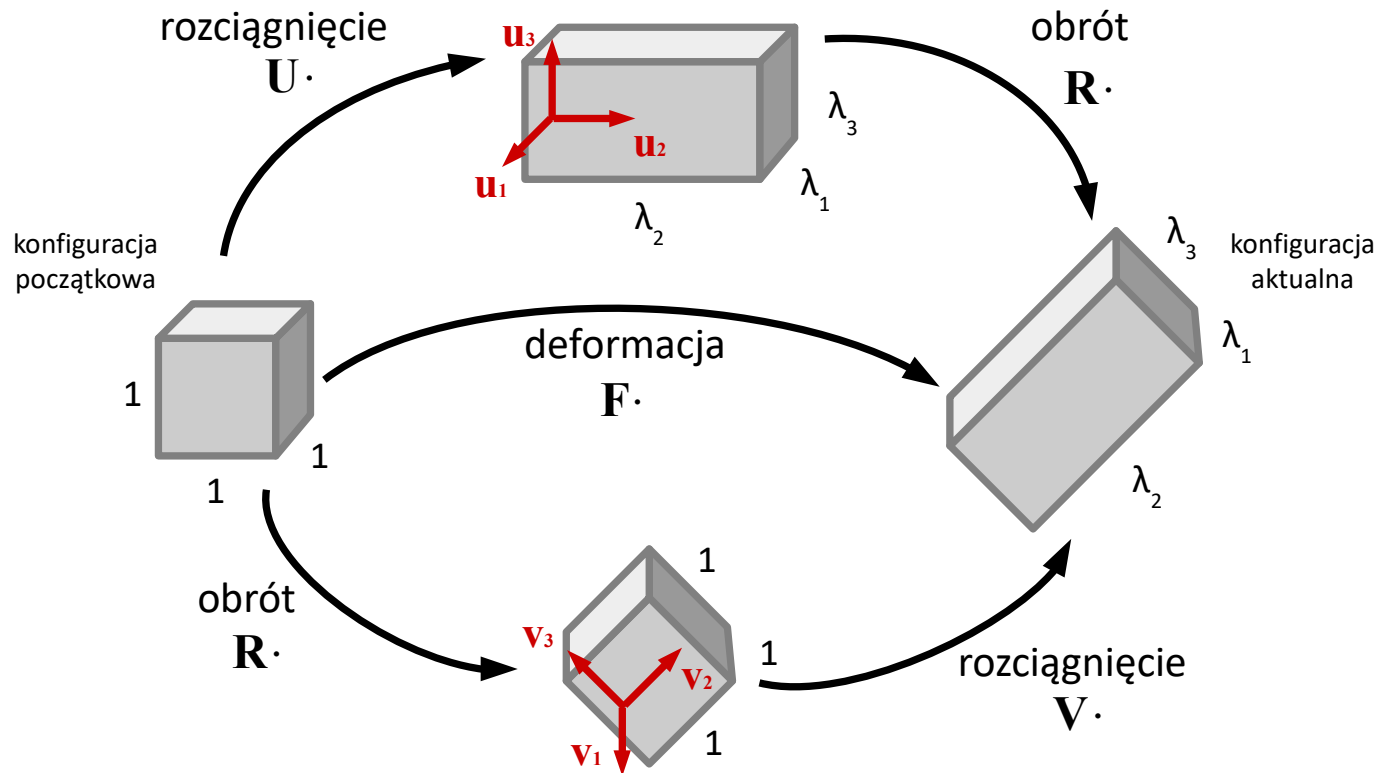 rozciągnięcie
U·
u₃
u₂
u₁
λ₃
λ₁
λ₂
obrót
R·
konfiguracja
początkowa
1
1
1
deformacja
F·
λ₃
λ₁
λ₂
konfiguracja
aktualna
obrót
R·
v₃
v₂
v₁
1
1
1
rozciągnięcie
V·